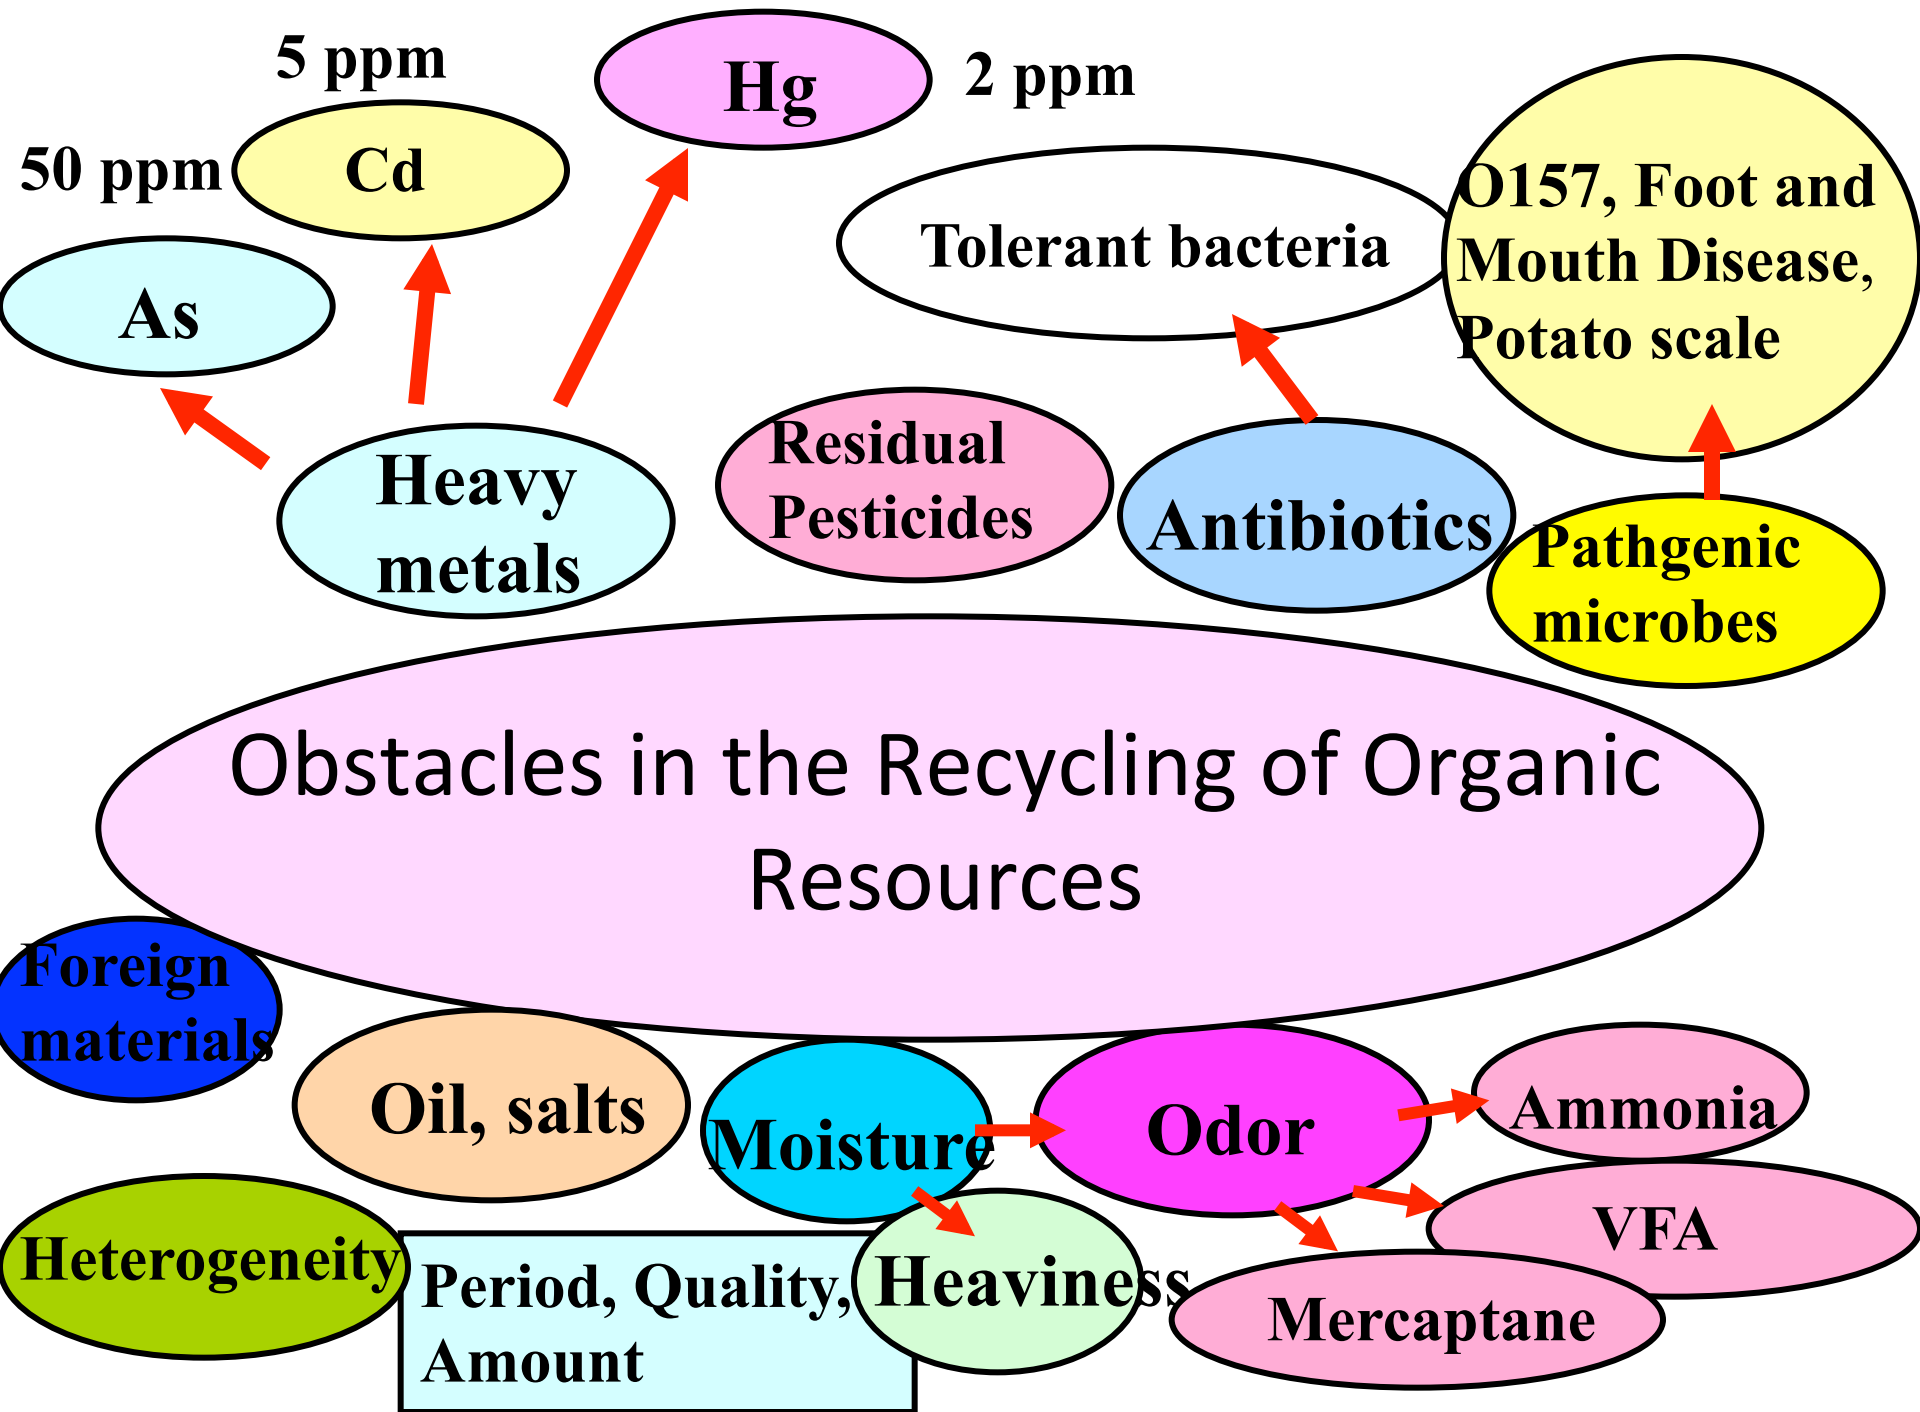 5 ppm
Hg
2 ppm
50 ppm
Cd
As
Tolerant bacteria
O157, Foot and
Mouth Disease,
Potato scale
Heavy
metals
Residual
Pesticides
Antibiotics
Pathgenic
microbes
Obstacles in the Recycling of Organic
Resources
Foreign
materials
Oil, salts
Moisture
Odor
Ammonia
VFA
Mercaptane
Heterogeneity
Period, Quality,
Amount
Heaviness